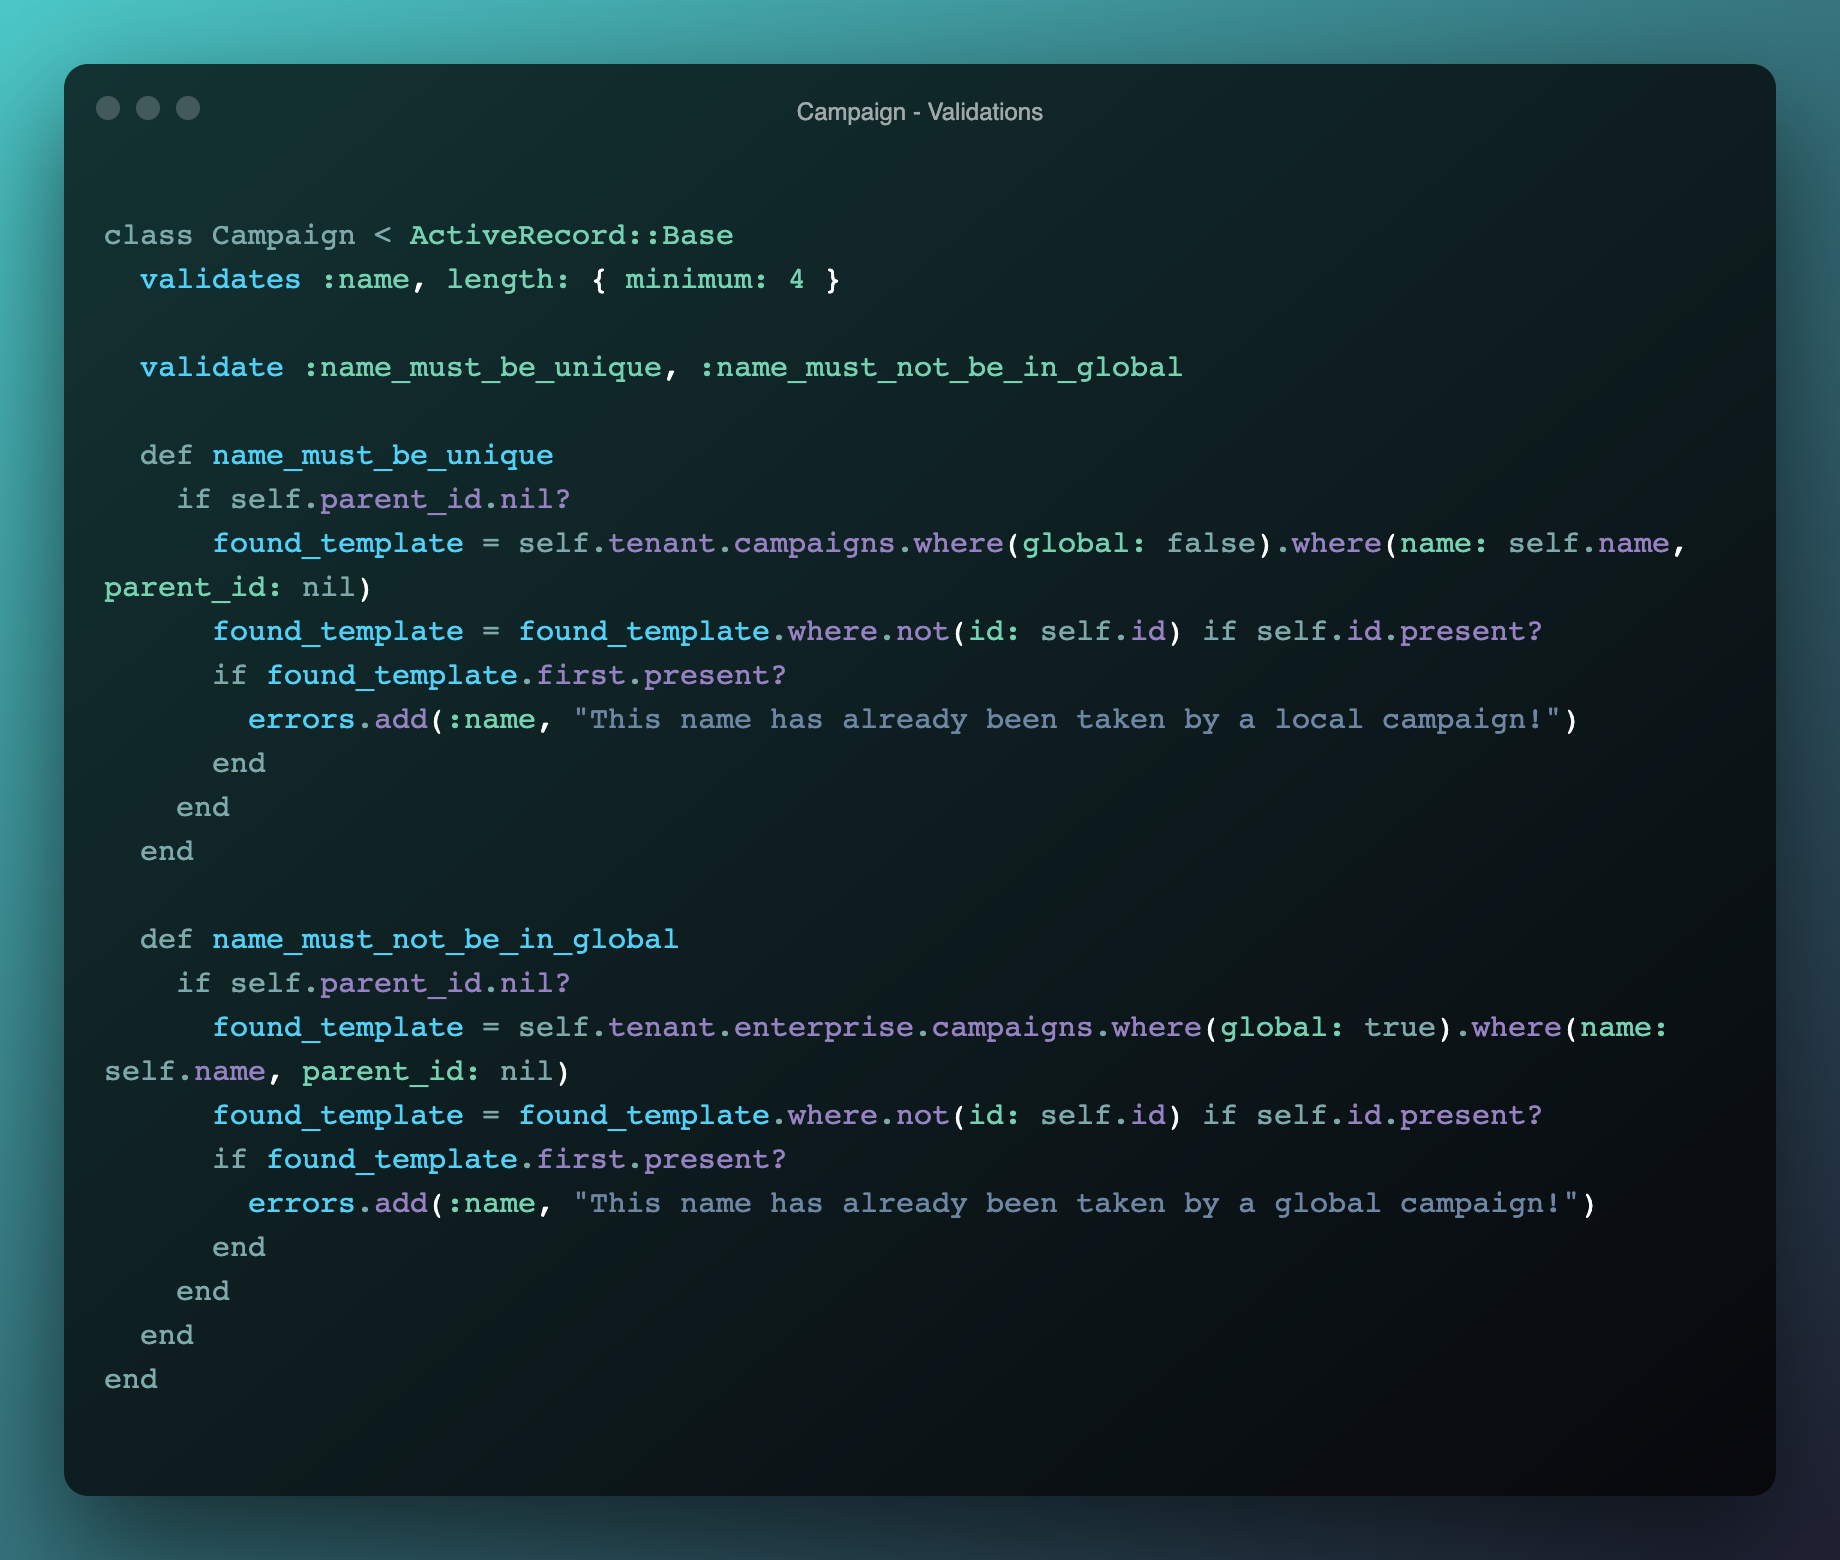 Campaign - Validations
class Campaign < ActiveRecord::Base
  validates :name, length: { minimum: 4 }
  validate :name_must_be_unique, :name_must_not_be_in_global
  def name_must_be_unique
    if self.parent_id.nil?
      found_template = self.tenant.campaigns.where(global: false).where(name: self.name,
parent_id: nil)
      found_template = found_template.where.not(id: self.id) if self.id.present?
      if found_template.first.present?
        errors.add(:name, "This name has already been taken by a local campaign!")
      end
    end
  end
  def name_must_not_be_in_global
    if self.parent_id.nil?
      found_template = self.tenant.enterprise.campaigns.where(global: true).where(name:
self.name, parent_id: nil)
      found_template = found_template.where.not(id: self.id) if self.id.present?
      if found_template.first.present?
        errors.add(:name, "This name has already been taken by a global campaign!")
      end
    end
  end
end